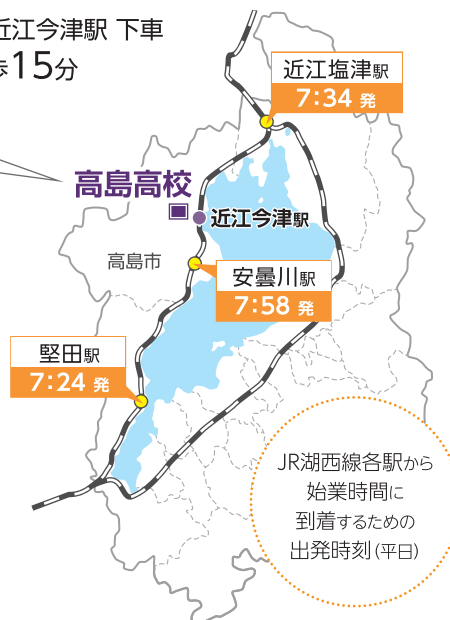 近江今津駅 下車
歩15分
近江塩津駅
7:34 発
高島高校
近江今津駅
高島市
安曇川駅
7:58 発
堅田駅
7:24 発
JR湖西線各駅から
始業時間に
到着するための
出発時刻(平日)